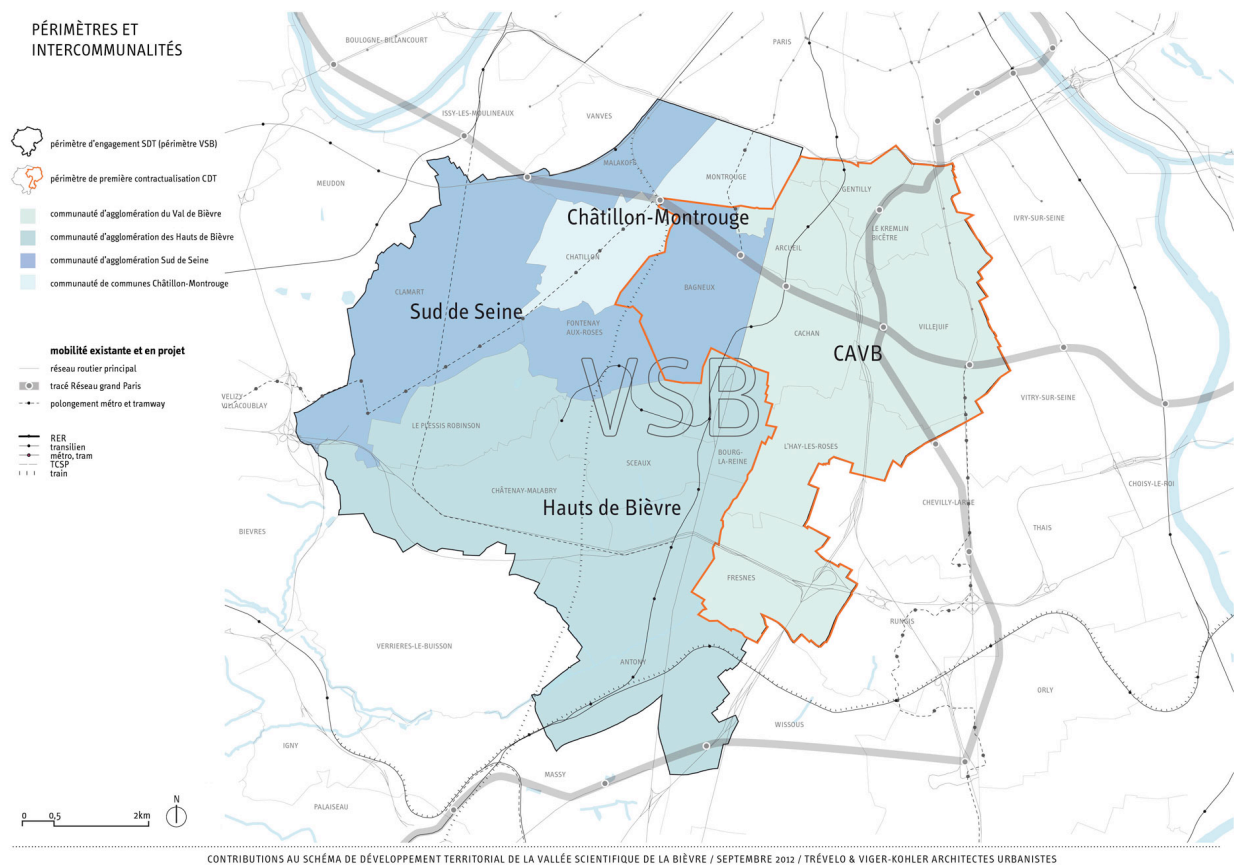 PÉRIMÈTRES ET
INTERCOMMUNALITÉS
périmètre d'engagement SDT (périmètre VSB)
périmètre de première contractualisation CDT
communauté d'agglomération du Val de Bièvre
communauté d'agglomération des Hauts de Bièvre
communauté d'agglomération Sud de Seine
communauté de communes Châtillon-Montrouge
mobilité existante et en projet
réseau routier principal
tracé Réseau grand Paris
polongement métro et tramway
RER
transilien
métro, tram
TCSP
train
0 0,5 2km
N
BOULOGNE-BILLANCOURT
PARIS
ISSY-LES-MOULINEAUX
VANVES
MALAKOFF
MONTROUGE
MEUDON
GENTILLY
IVRY-SUR-SEINE
Châtillon-Montrouge
LE KREMLIN
BICÊTRE
ARCUEIL
CHATILLON
CLAMART
BAGNEUX
Sud de Seine
FONTENAY
AUX-ROSES
CACHAN
VILLEJUIF
CAVB
VSB
VELIZY
VILLACOUBLAY
VITRY-SUR-SEINE
LE PLESSIS ROBINSON
L'HAY-LES-ROSES
BOURG-
LA-REINE
SCEAUX
CHÂTENAY-MALABRY
Hauts de Bièvre
CHEVILLY-LARUE
CHOISY-LE-ROI
THAIS
BIEVRES
FRESNES
RUNGIS
VERRIERES-LE-BUISSON
ANTONY
ORLY
WISSOUS
IGNY
MASSY
PALAISEAU
CONTRIBUTIONS AU SCHÉMA DE DÉVELOPPEMENT TERRITORIAL DE LA VALLÉE SCIENTIFIQUE DE LA BIÈVRE / SEPTEMBRE 2012 / TRÉVELO & VIGER-KOHLER ARCHITECTES URBANISTES